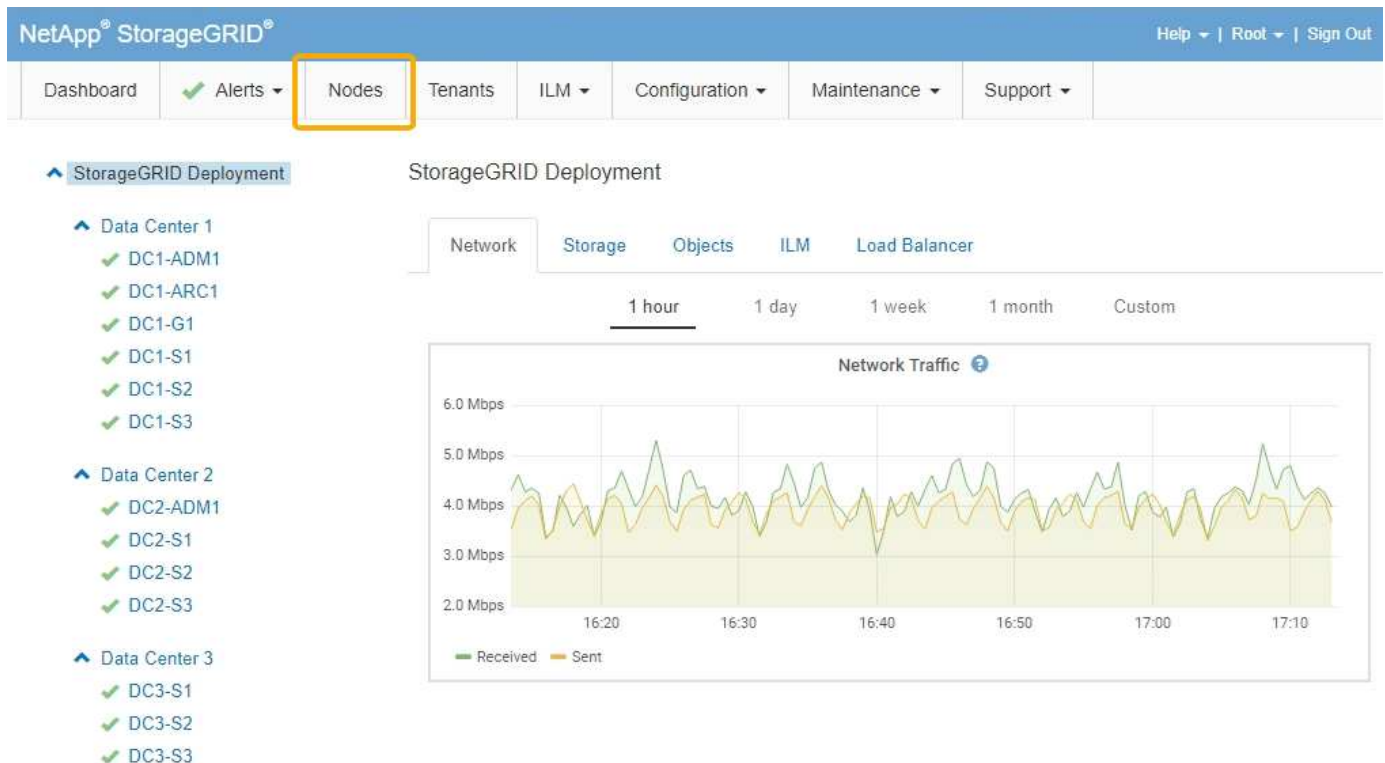 NetApp® StorageGRID®
Help | Root | Sign Out
Dashboard Alerts Nodes Tenants ILM Configuration Maintenance Support
StorageGRID Deployment
Data Center 1
DC1-ADM1
DC1-ARC1
DC1-G1
DC1-S1
DC1-S2
DC1-S3
Data Center 2
DC2-ADM1
DC2-S1
DC2-S2
DC2-S3
Data Center 3
DC3-S1
DC3-S2
DC3-S3
StorageGRID Deployment
Network Storage Objects ILM Load Balancer
1 hour 1 day 1 week 1 month Custom
Network Traffic ?
6.0 Mbps
5.0 Mbps
4.0 Mbps
3.0 Mbps
2.0 Mbps
16:20 16:30 16:40 16:50 17:00 17:10
Received Sent